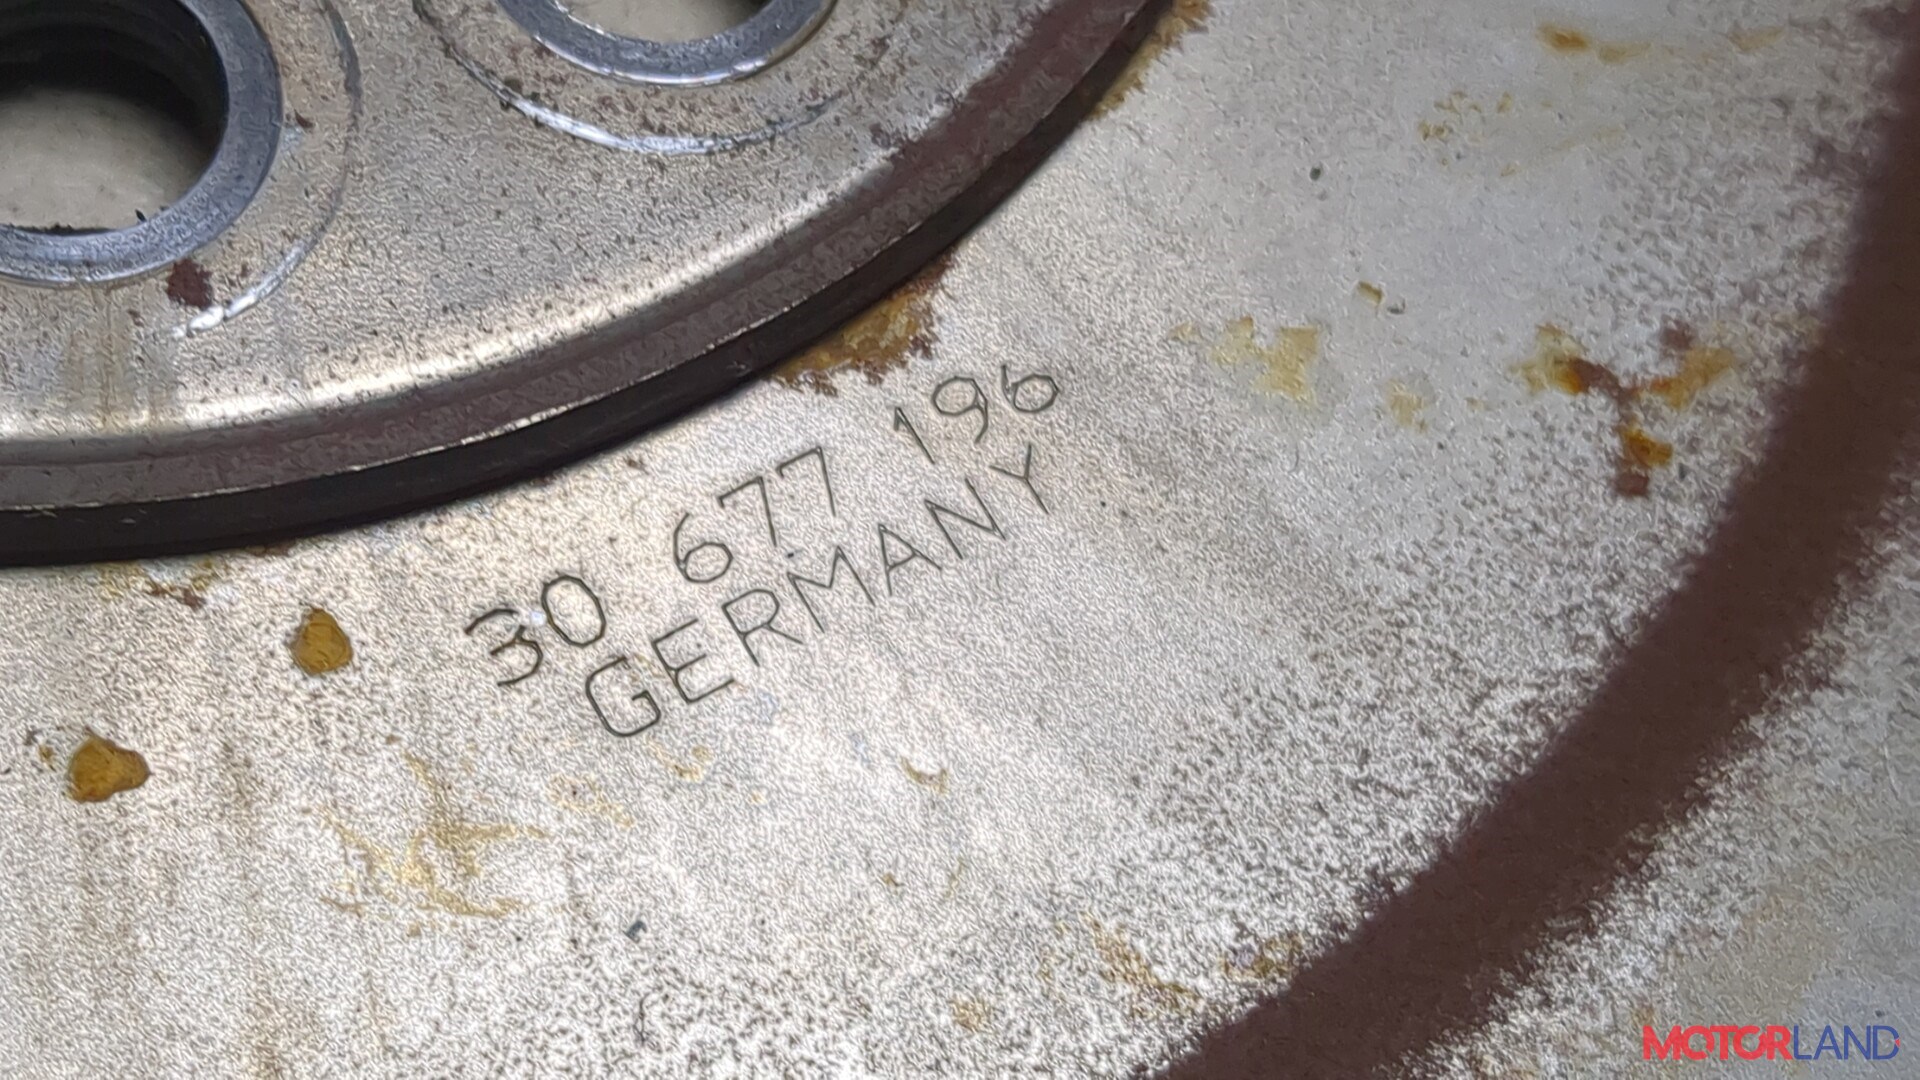 30 677 196
GERMANY
MOTORLAND